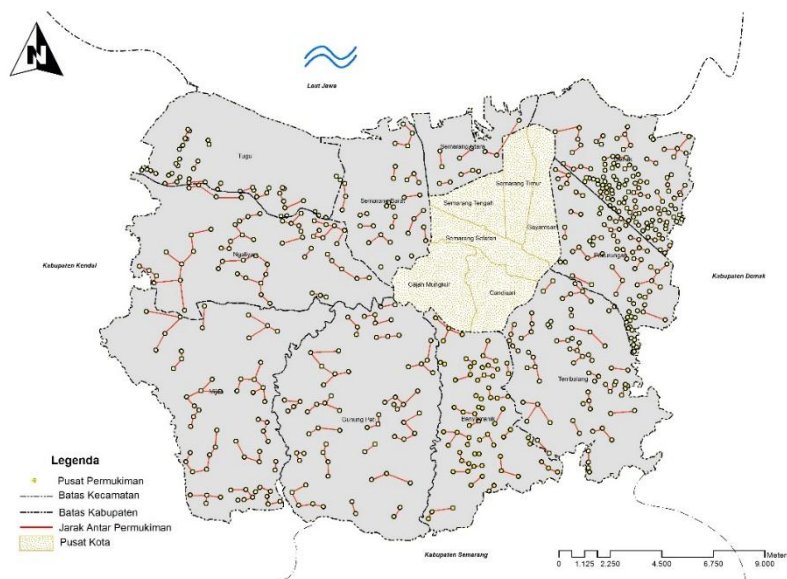 N
Laut Jawa
Tugu
Semarang Utara
Semarang Timur
Semarang Barat
Semarang Tengah
Gayamsari
Semarang Selatan
Ngaliyan
Kabupaten Kendal
Kabupaten Demak
Gajah Mungkur
Candisari
Tembalang
Mijen
Gunung Pati
Banyumanik
Legenda
Pusat Permukiman
Batas Kecamatan
Batas Kabupaten
Jarak Antar Permukiman
Pusat Kota
Kabupaten Semarang
Meter
0 1.125 2.250 4.500 6.750 9.000